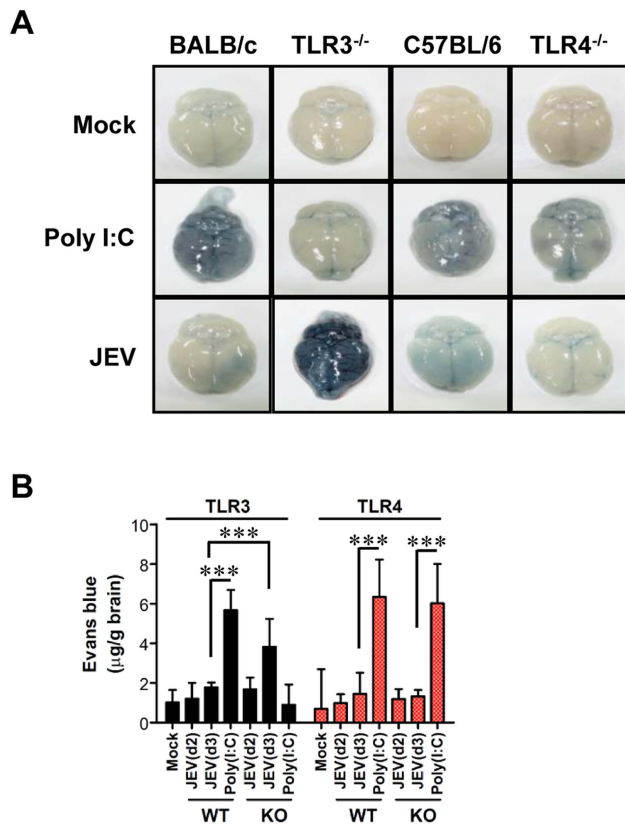 A
BALB/c TLR3-/- C57BL/6 TLR4-/-
Mock
Poly I:C
JEV
B
TLR3 TLR4
10
8
6
4
2
0
Evans blue
(μg/g brain)
*** *** *** ***
Mock JEV(d2) JEV(d3) Poly(I:C) JEV(d2) JEV(d3) Poly(I:C) Mock JEV(d2) JEV(d3) Poly(I:C) JEV(d2) JEV(d3) Poly(I:C)
WT KO WT KO